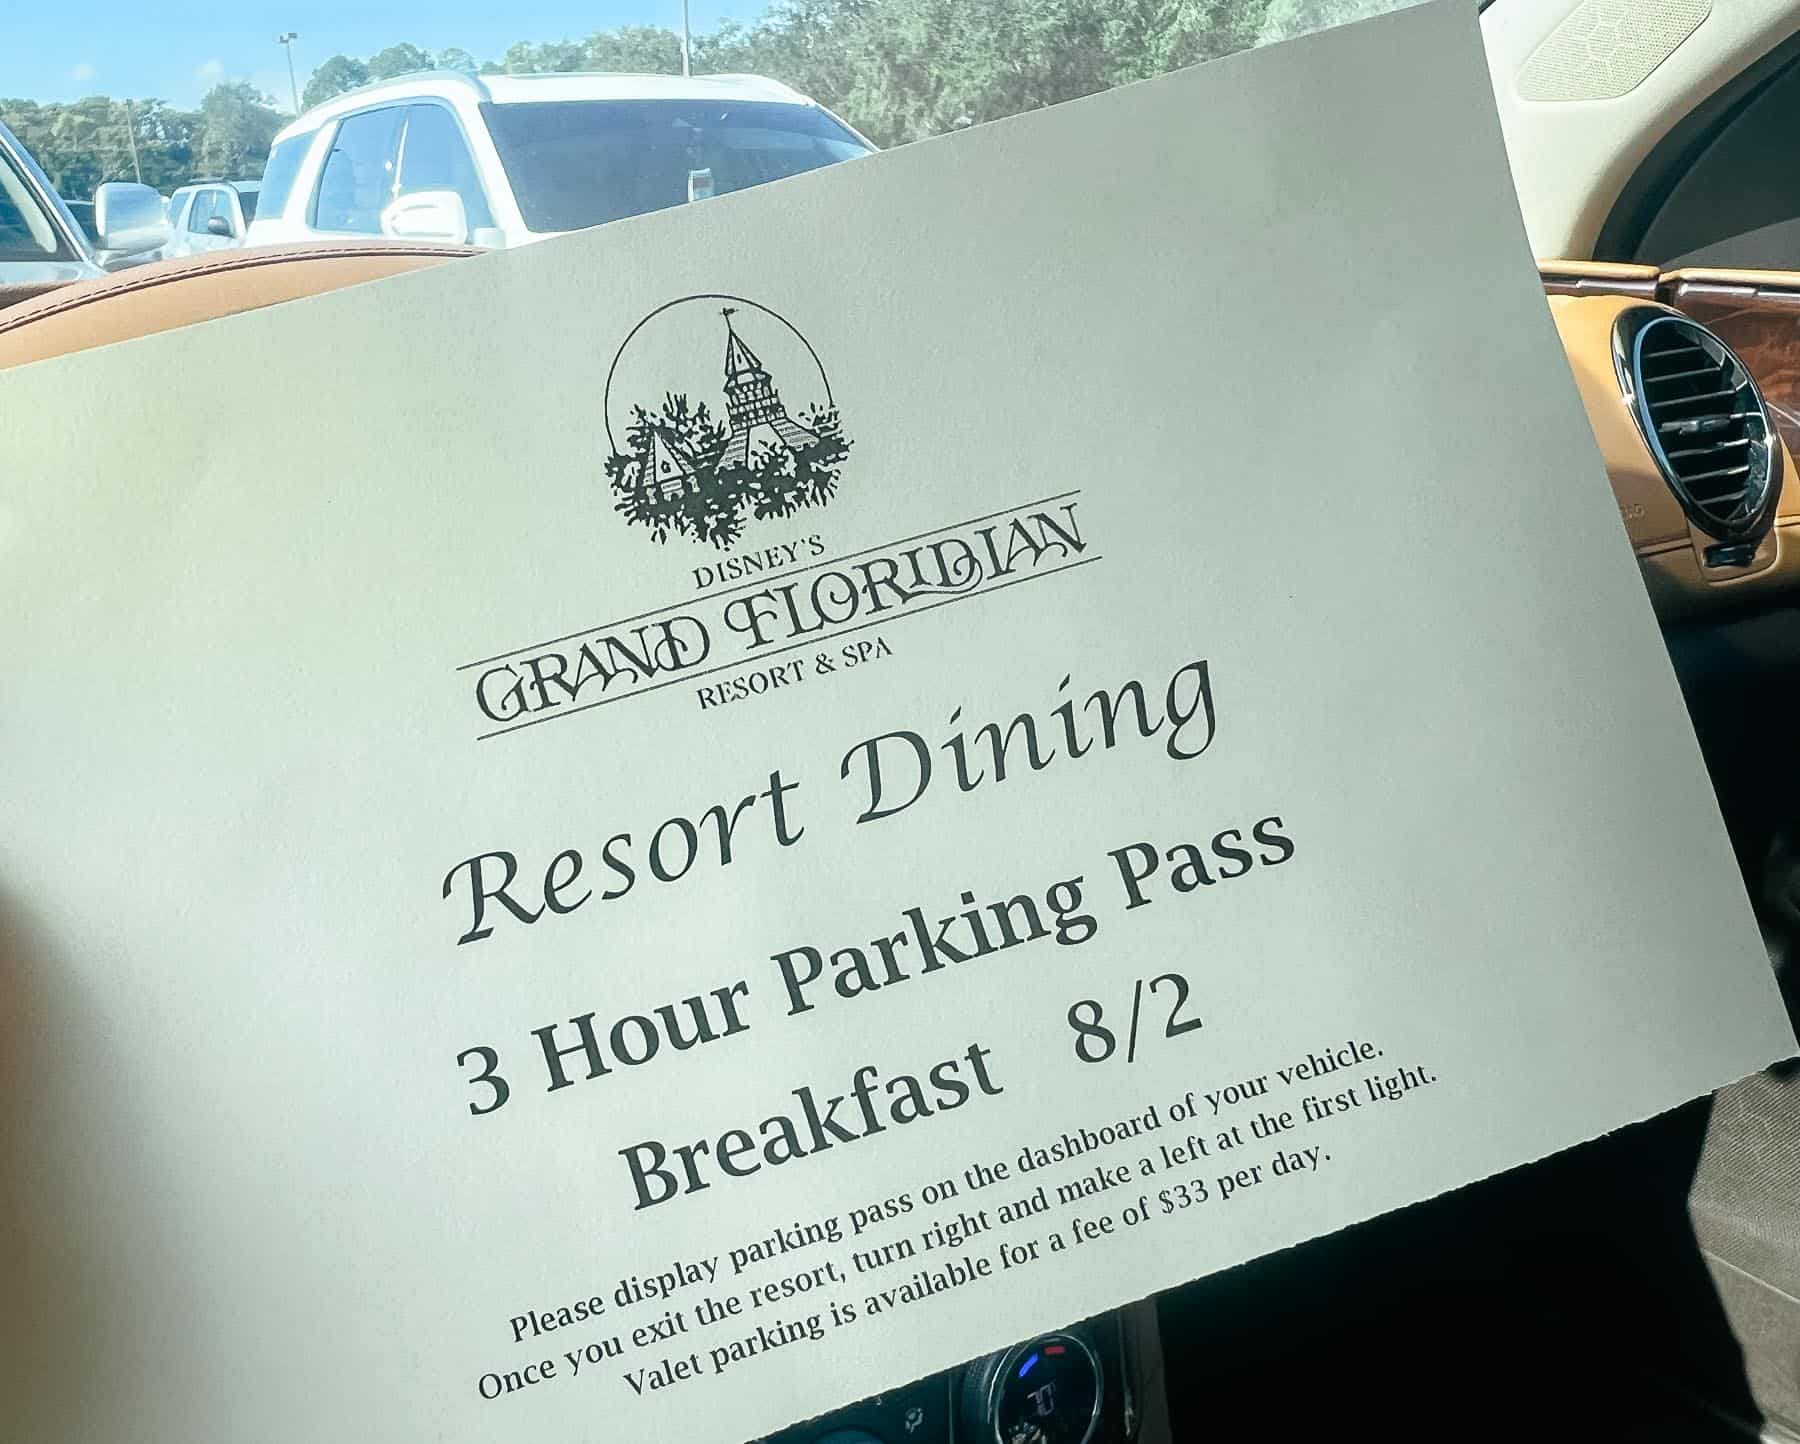 DISNEY'S
GRAND FLORIDIAN
RESORT & SPA
Resort Dining
3 Hour Parking Pass
Breakfast 8/2
Please display parking pass on the dashboard of your vehicle.
Once you exit the resort, turn right and make a left at the first light.
Valet parking is available for a fee of $33 per day.
70